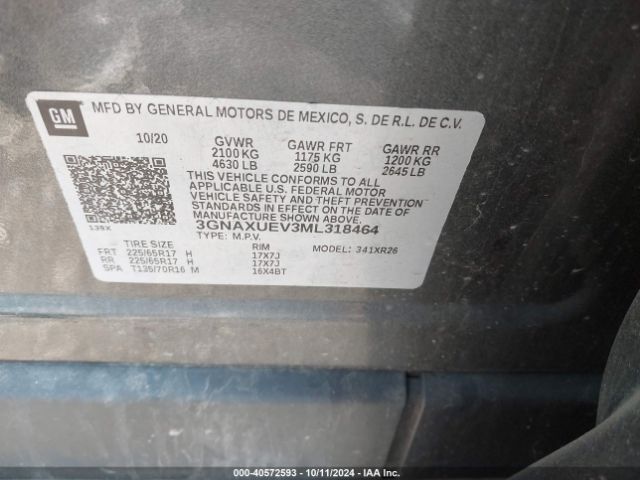 GM
MFD BY GENERAL MOTORS DE MEXICO, S. DE R.L. DE C.V.
10/20 GVWR GAWR FRT GAWR RR
2100 KG 1175 KG 1200 KG
4630 LB 2590 LB 2645 LB
THIS VEHICLE CONFORMS TO ALL
APPLICABLE U.S. FEDERAL MOTOR
VEHICLE SAFETY AND THEFT PREVENTION
STANDARDS IN EFFECT ON THE DATE OF
MANUFACTURE SHOWN ABOVE.
139X 3GNAXUEV3ML318464
TYPE: M.P.V. MODEL: 341XR26
TIRE SIZE RIM
FRT 225/65R17 H 17X7J
RR 225/65R17 H 17X7J
SPA T135/70R16 M 16X4BT
000-40572593 - 10/11/2024 - IAA Inc.